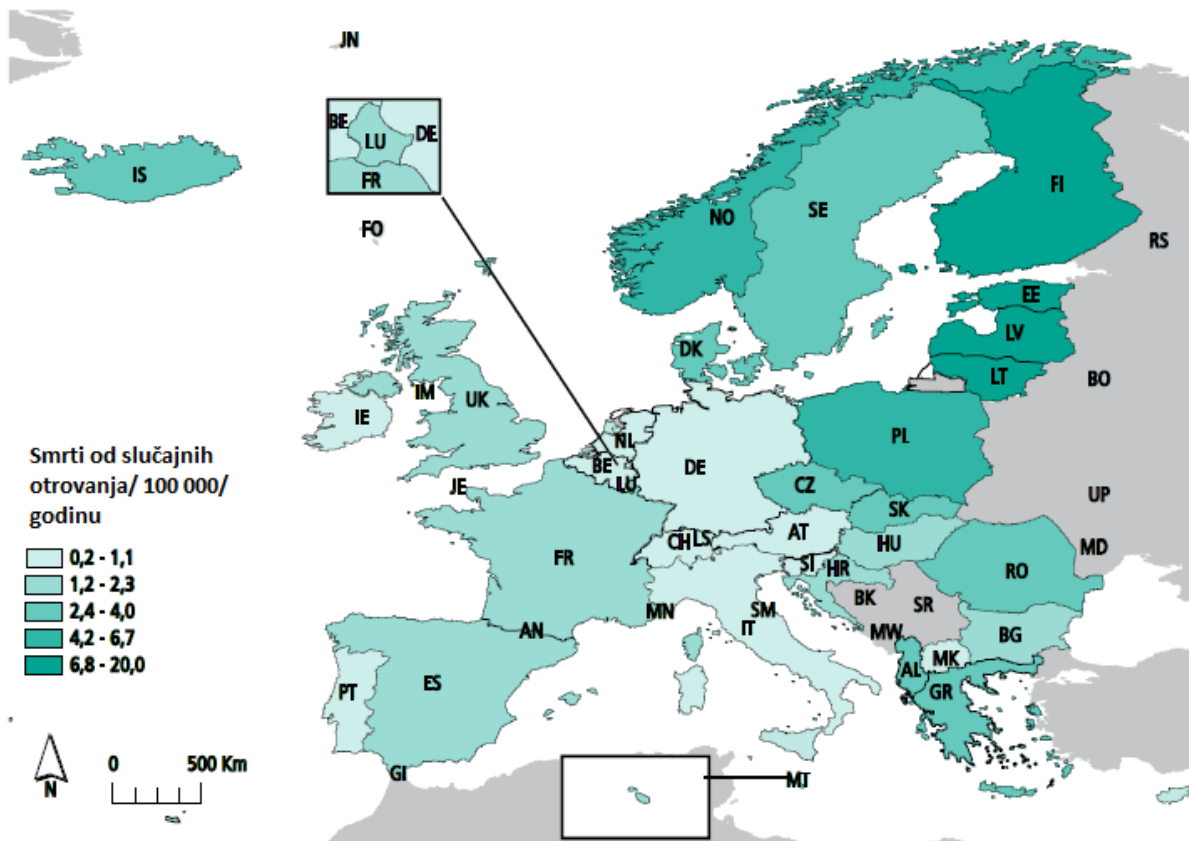 JN
BE
DE
LU
FR
IS
FO
NO
SE
FI
RS
EE
LV
LT
BO
DK
IM
UK
IE
NL
BE
LU
DE
PL
JE
CZ
SK
UP
MD
Smrti od slučajnih
otrovanja/ 100 000/
godinu
0,2 - 1,1
1,2 - 2,3
2,4 - 4,0
4,2 - 6,7
6,8 - 20,0
FR
CH
LS
AT
HU
SI
HR
RO
BK
SR
MN
SM
IT
MW
BG
AN
MK
AL
GR
PT
ES
GI
MT
N
0
500 Km